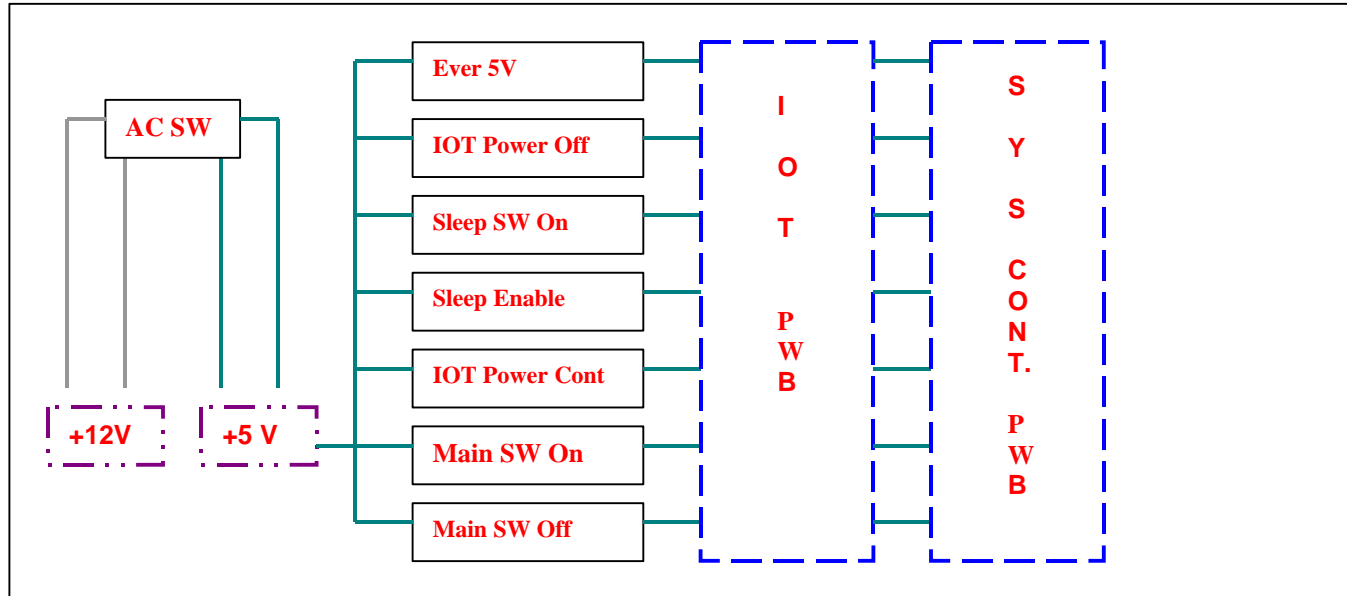 AC SW
+12V
+5 V
Ever 5V
IOT Power Off
Sleep SW On
Sleep Enable
IOT Power Cont
Main SW On
Main SW Off
I
O
T
P
W
B
S
Y
S
C
O
N
T.
P
W
B